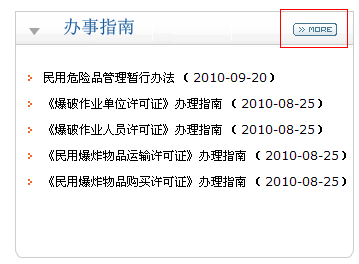 办事指南
» MORE
民用危险品管理暂行办法 ( 2010-09-20 )
《爆破作业单位许可证》办理指南 ( 2010-08-25 )
《爆破作业人员许可证》办理指南 ( 2010-08-25 )
《民用爆炸物品运输许可证》办理指南 ( 2010-08-25 )
《民用爆炸物品购买许可证》办理指南 ( 2010-08-25 )